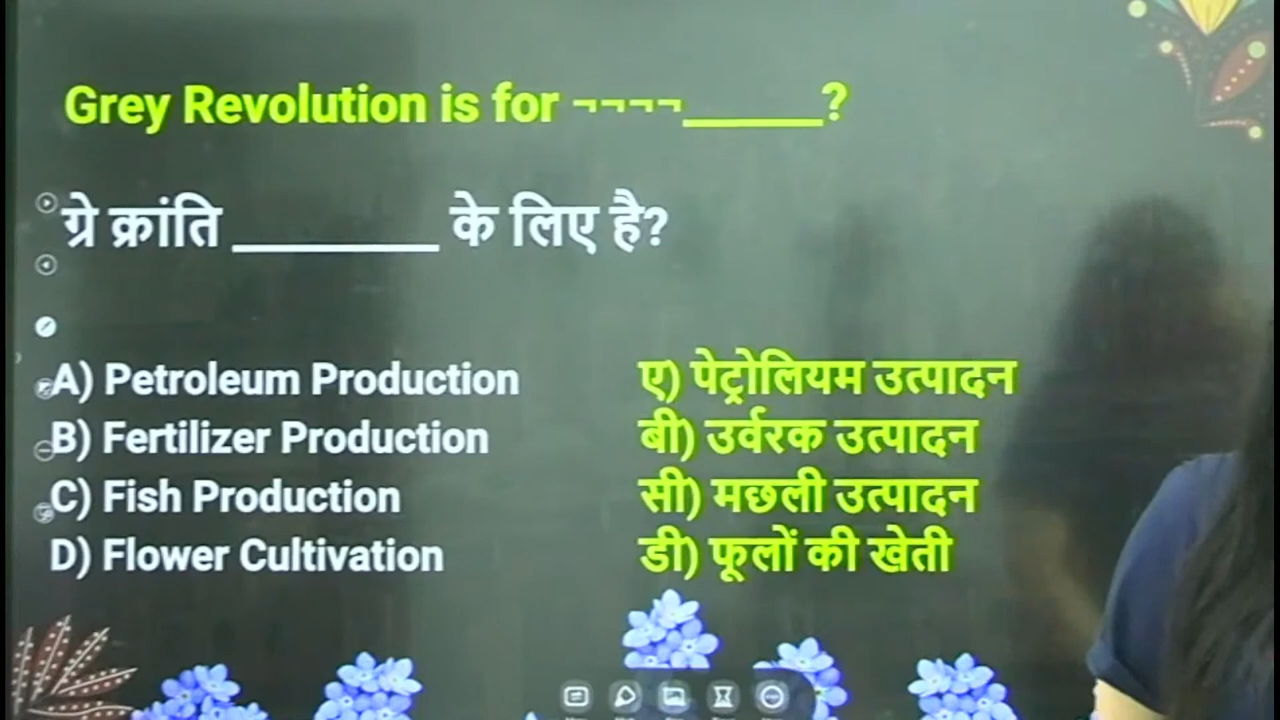 Grey Revolution is for ¬¬¬¬_____?
ग्रे क्रांति ________ के लिए है?
A) Petroleum Production
B) Fertilizer Production
C) Fish Production
D) Flower Cultivation
ए) पेट्रोलियम उत्पादन
बी) उर्वरक उत्पादन
सी) मछली उत्पादन
डी) फूलों की खेती